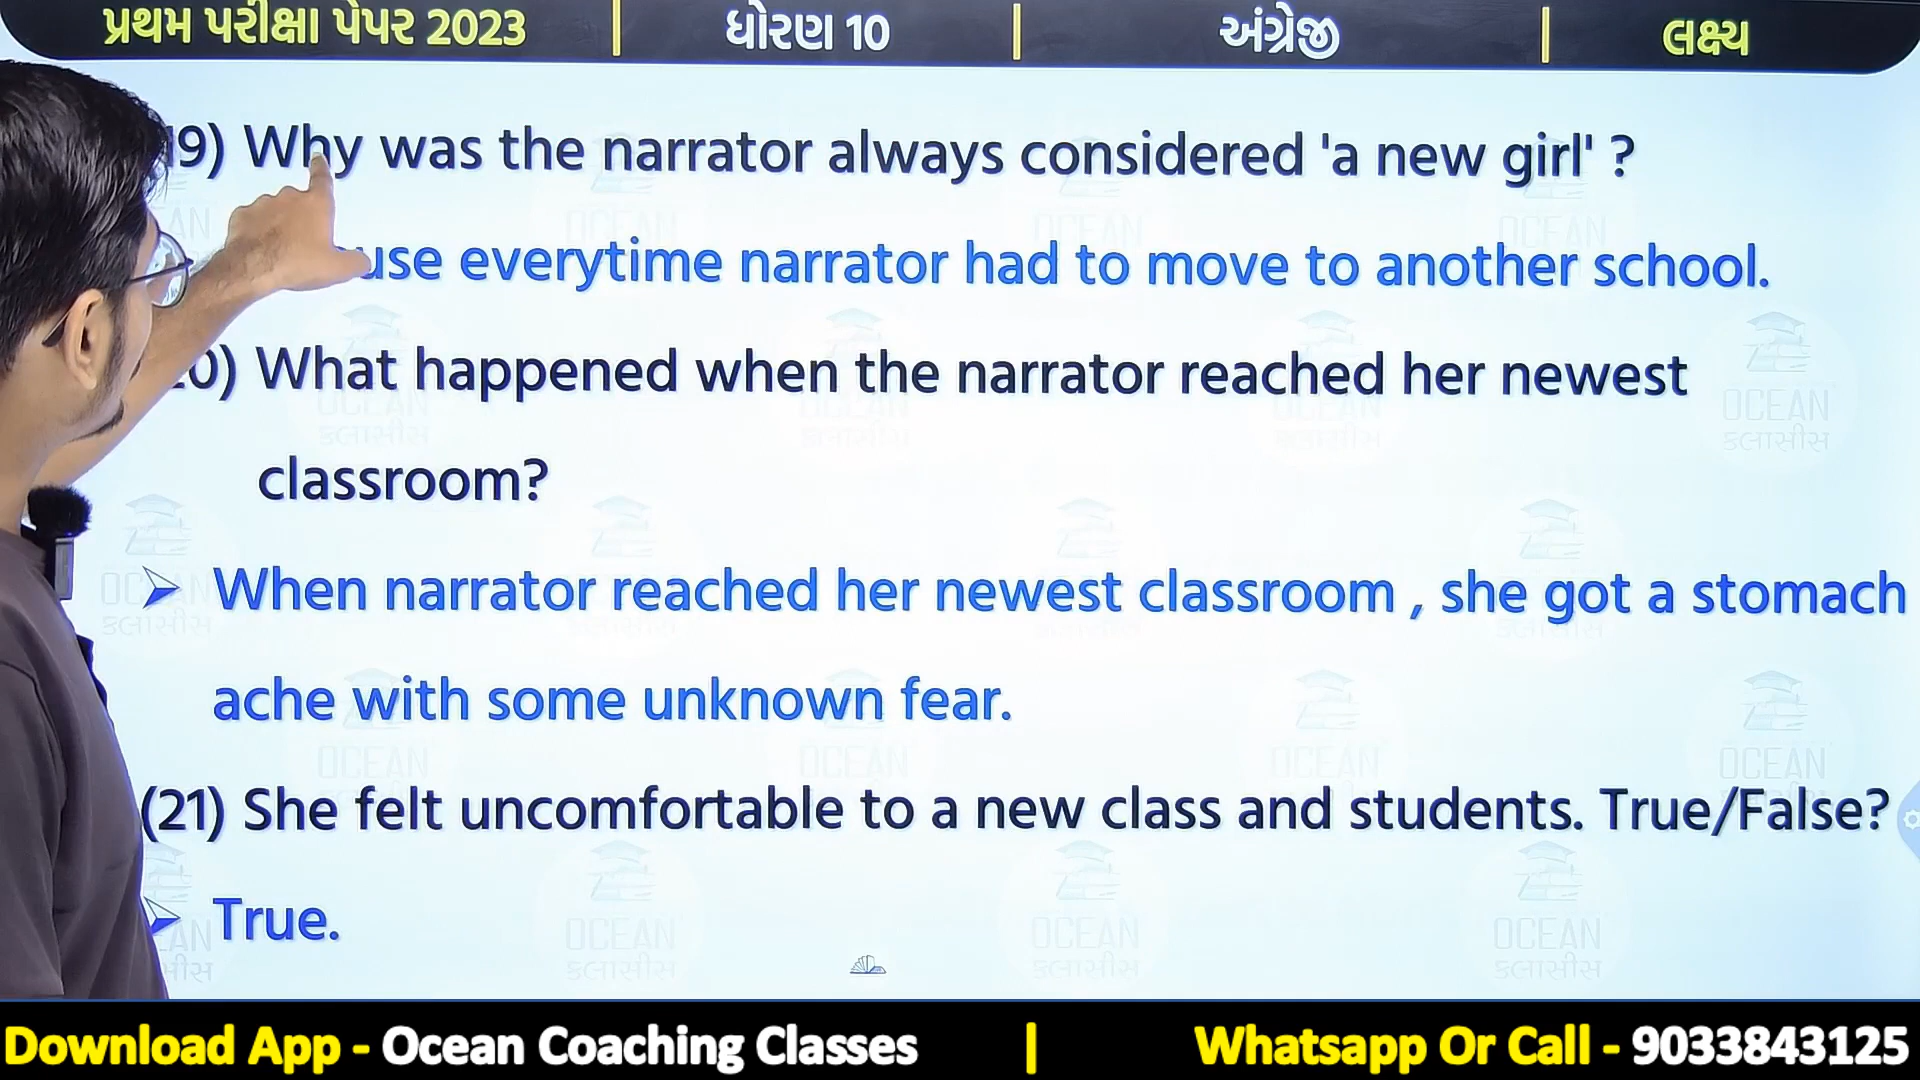 પ્રથમ પરીક્ષા પેપર 2023 | ધોરણ 10 | અંગ્રેજી | લક્ષ્ય
19) Why was the narrator always considered 'a new girl' ?
use everytime narrator had to move to another school.
20) What happened when the narrator reached her newest
classroom?
➤ When narrator reached her newest classroom , she got a stomach
ache with some unknown fear.
(21) She felt uncomfortable to a new class and students. True/False?
➤ True.
OCEAN
ક્લાસીસ
Download App - Ocean Coaching Classes | Whatsapp Or Call - 9033843125